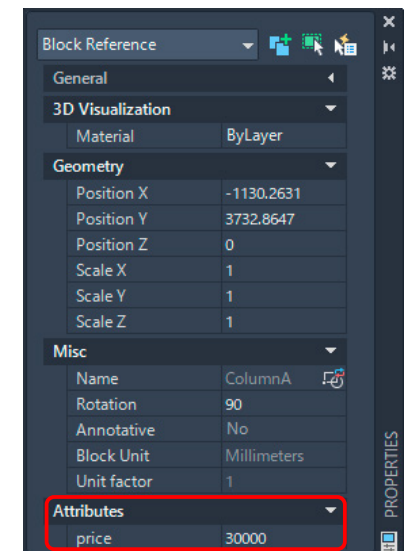 Block Reference
General
3D Visualization
Material ByLayer
Geometry
Position X -1130.2631
Position Y 3732.8647
Position Z 0
Scale X 1
Scale Y 1
Scale Z 1
Misc
Name ColumnA
Rotation 90
Annotative No
Block Unit Millimeters
Unit factor 1
Attributes
price 30000
PROPERTIES